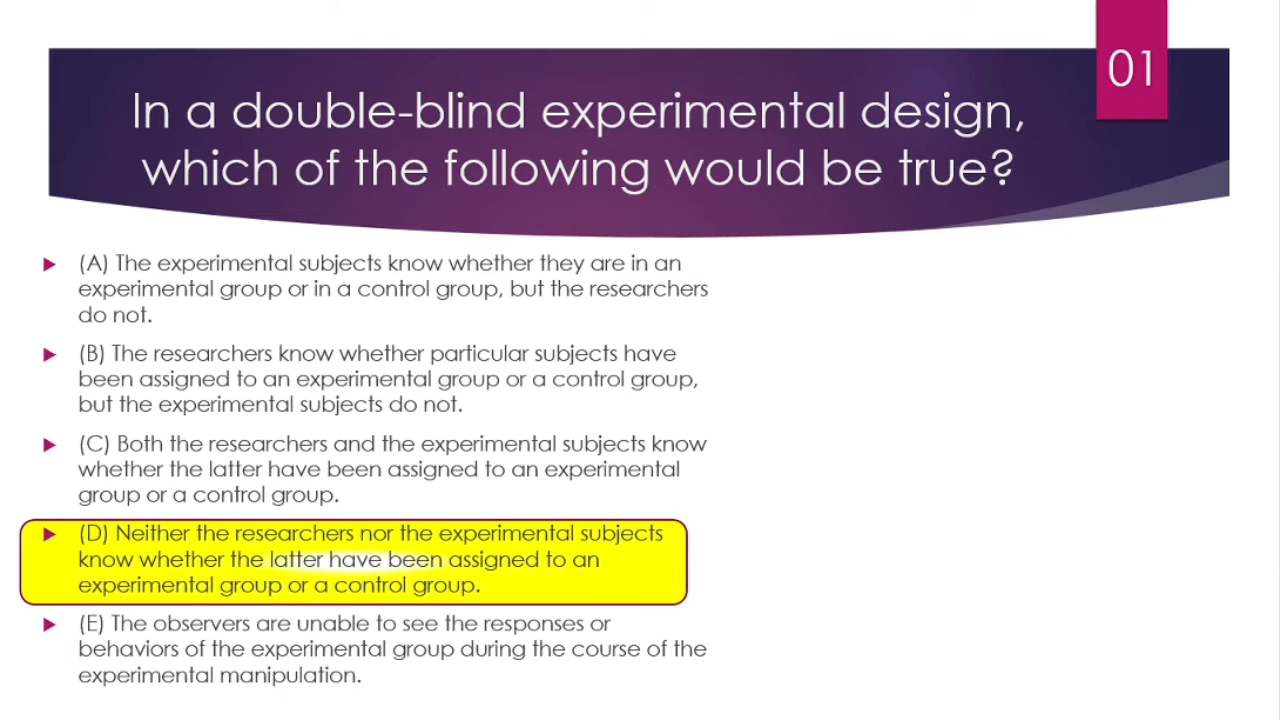 01
In a double-blind experimental design,
which of the following would be true?
(A) The experimental subjects know whether they are in an
experimental group or in a control group, but the researchers
do not.
(B) The researchers know whether particular subjects have
been assigned to an experimental group or a control group,
but the experimental subjects do not.
(C) Both the researchers and the experimental subjects know
whether the latter have been assigned to an experimental
group or a control group.
(D) Neither the researchers nor the experimental subjects
know whether the latter have been assigned to an
experimental group or a control group.
(E) The observers are unable to see the responses or
behaviors of the experimental group during the course of the
experimental manipulation.